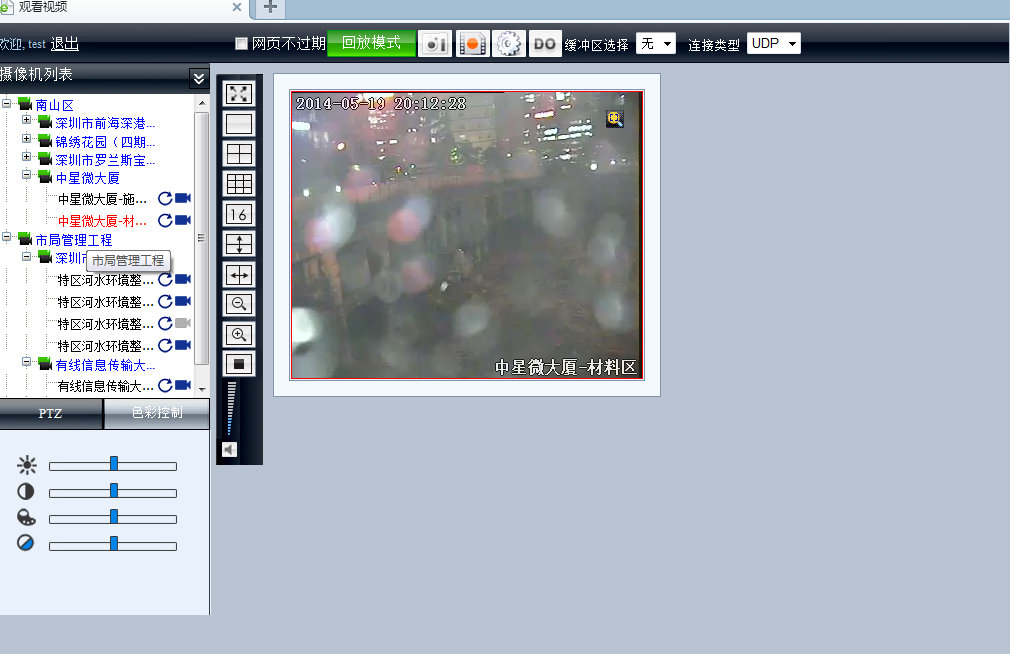 观看视频
欢迎, test 退出
网页不过期 回放模式 DO 缓冲区选择 无 连接类型 UDP
摄像机列表
南山区
深圳市前海深港...
锦绣花园（四期...
深圳市罗兰斯宝...
中星微大厦
中星微大厦-施...
中星微大厦-材...
市局管理工程
深圳市
市局管理工程
特区河水环境整...
特区河水环境整...
特区河水环境整...
特区河水环境整...
有线信息传输大...
有线信息传输大...
PTZ 色彩控制
16
2014-05-19 20:12:28
中星微大厦-材料区